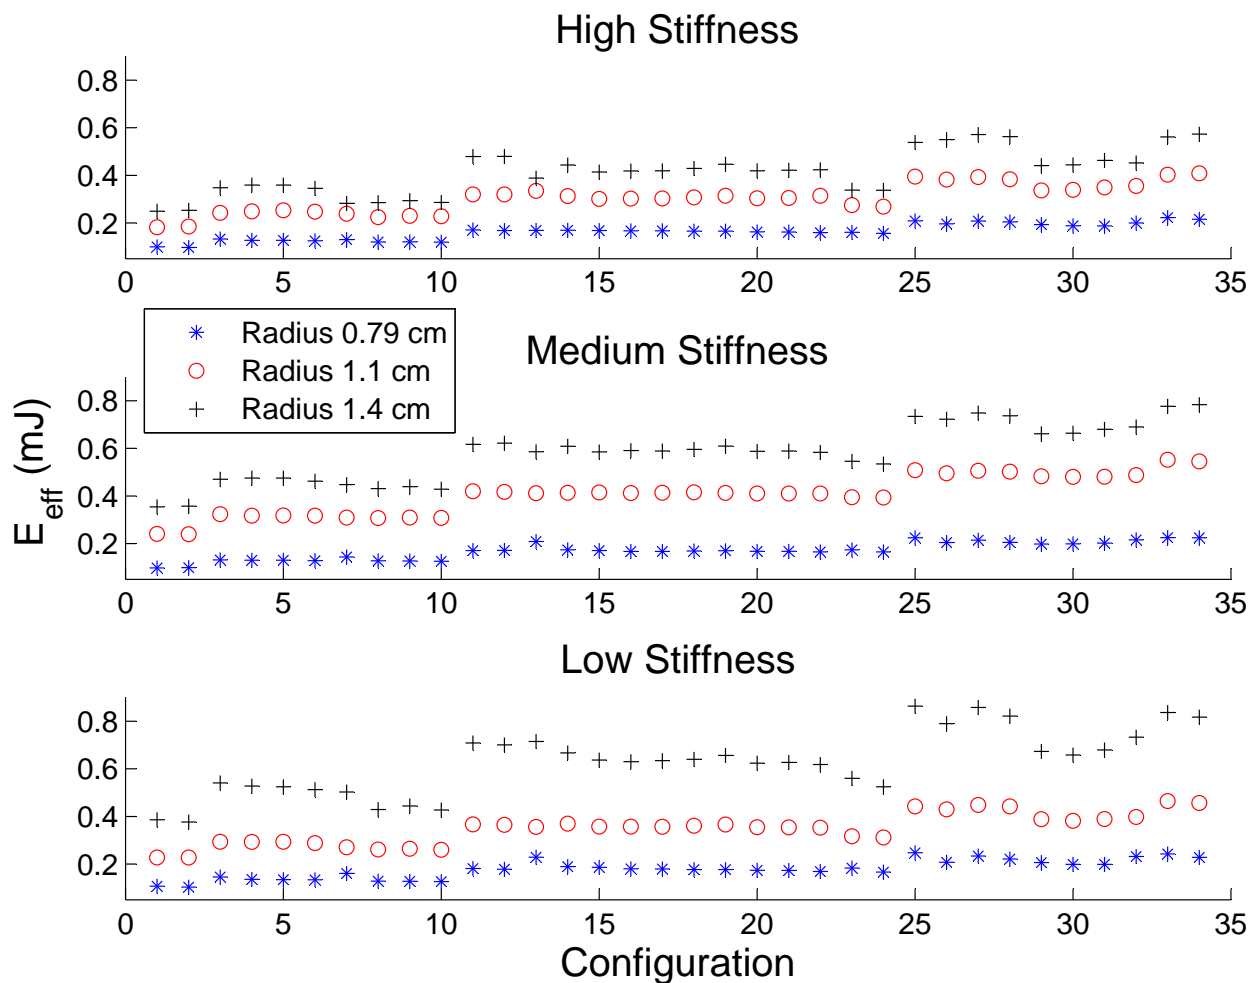 High Stiffness
0.8
0.6
0.4
0.2
0 5 10 15 20 25 30 35
Radius 0.79 cm
Radius 1.1 cm
Radius 1.4 cm
Medium Stiffness
E_eff (mJ)
0.8
0.6
0.4
0.2
0 5 10 15 20 25 30 35
Low Stiffness
0.8
0.6
0.4
0.2
0 5 10 15 20 25 30 35
Configuration